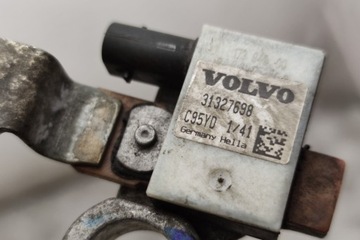 VOLVO
31327698
C95YD 1/41
Germany Hella